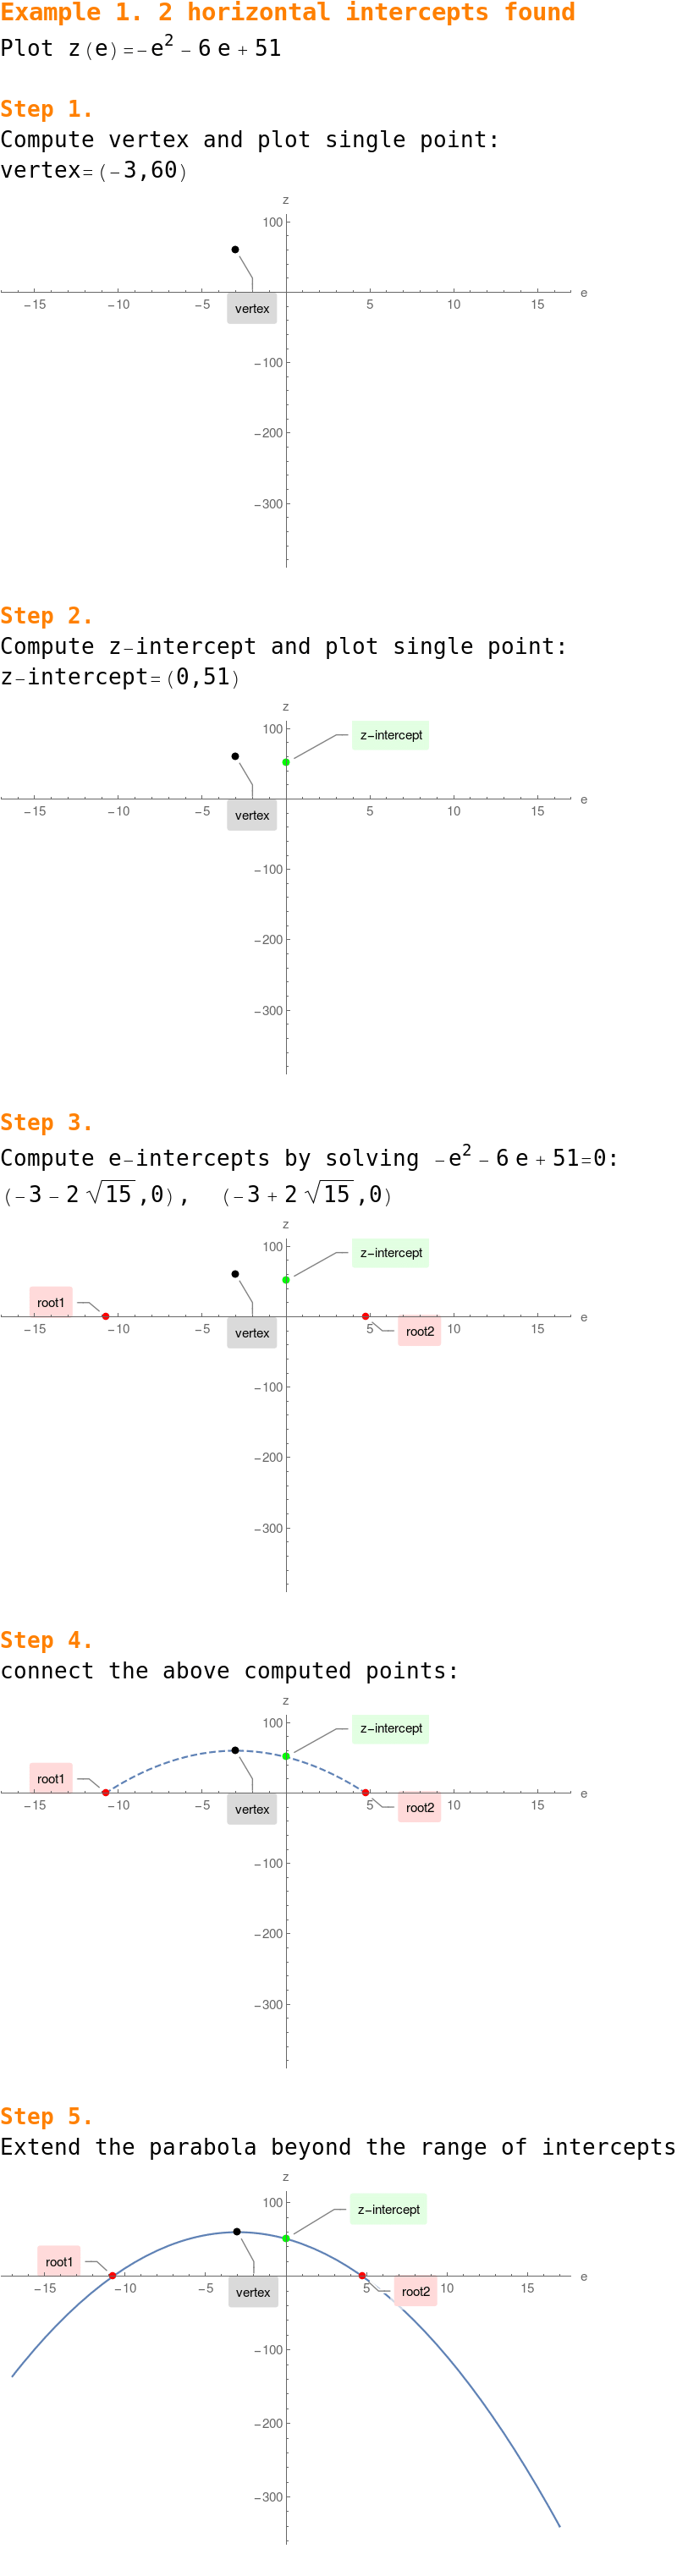 Example 1. 2 horizontal intercepts found
Plot z(e)=-e² - 6 e + 51
Step 1.
Compute vertex and plot single point:
vertex=(-3,60)
z
100
vertex
-15 -10 -5 5 10 15 e
-100
-200
-300
Step 2.
Compute z-intercept and plot single point:
z-intercept=(0,51)
z
100
z-intercept
vertex
-15 -10 -5 5 10 15 e
-100
-200
-300
Step 3.
Compute e-intercepts by solving -e² - 6 e + 51=0:
(-3 - 2 √15 ,0), (-3 + 2 √15 ,0)
z
100
z-intercept
root1
-15 -10 -5 5 10 15 e
vertex
root2
-100
-200
-300
Step 4.
connect the above computed points:
z
100
z-intercept
root1
-15 -10 -5 5 10 15 e
vertex
root2
-100
-200
-300
Step 5.
Extend the parabola beyond the range of intercepts
z
100
z-intercept
root1
-15 -10 -5 5 10 15 e
vertex
root2
-100
-200
-300